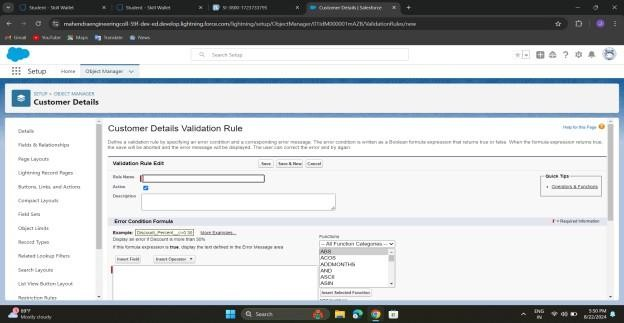 Student - Skill Wallet
Student - Skill Wallet
SI-3800-1723733795
Customer Details | Salesforce
mahendraengineeringcoll-59f-dev-ed.develop.lightning.force.com/lightning/setup/ObjectManager/01IdM000001mAZB/ValidationRules/new
Gmail YouTube Maps Translate News
Search Setup
Setup Home Object Manager
SETUP > OBJECT MANAGER
Customer Details
Details
Fields & Relationships
Page Layouts
Lightning Record Pages
Buttons, Links, and Actions
Compact Layouts
Field Sets
Object Limits
Record Types
Related Lookup Filters
Search Layouts
List View Button Layout
Restriction Rules
Customer Details Validation Rule
Help for this Page
Define a validation rule by specifying an error condition and a corresponding error message. The error condition is written as a Boolean formula expression that returns true or false. When the formula expression returns true,
the save will be aborted and the error message will be displayed. The user can correct the error and try again.
Validation Rule Edit Save Save & New Cancel
Rule Name
Active
Description
Quick Tips
• Operators & Functions
Error Condition Formula
= Required Information
Example: Discount_Percent__c>0.30 More Examples...
Display an error if Discount is more than 30%
If this formula expression is true, display the text defined in the Error Message area
Insert Field Insert Operator
Functions
-- All Function Categories --
ABS
ACOS
ADDMONTHS
AND
ASCII
ASIN
Insert Selected Function
89°F
Mostly cloudy
Search
ENG
IN
5:50 PM
8/22/2024